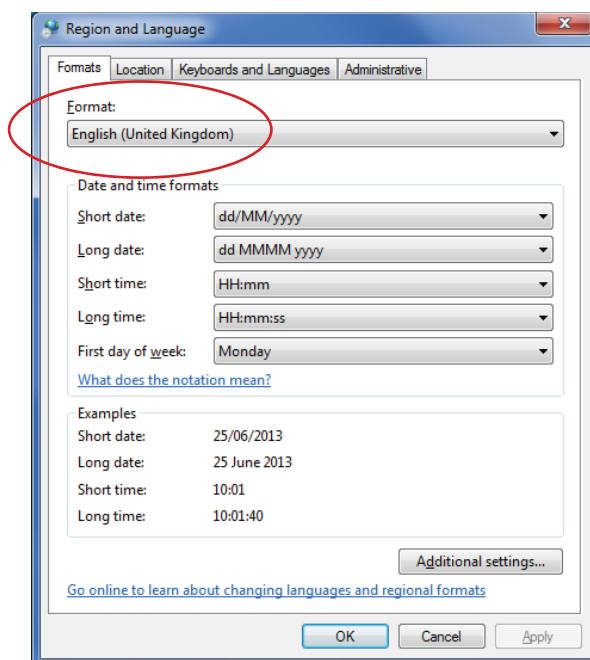 Region and Language
Formats Location Keyboards and Languages Administrative
Format:
English (United Kingdom)
Date and time formats
Short date: dd/MM/yyyy
Long date: dd MMMM yyyy
Short time: HH:mm
Long time: HH:mm:ss
First day of week: Monday
What does the notation mean?
Examples
Short date: 25/06/2013
Long date: 25 June 2013
Short time: 10:01
Long time: 10:01:40
Additional settings...
Go online to learn about changing languages and regional formats
OK Cancel Apply